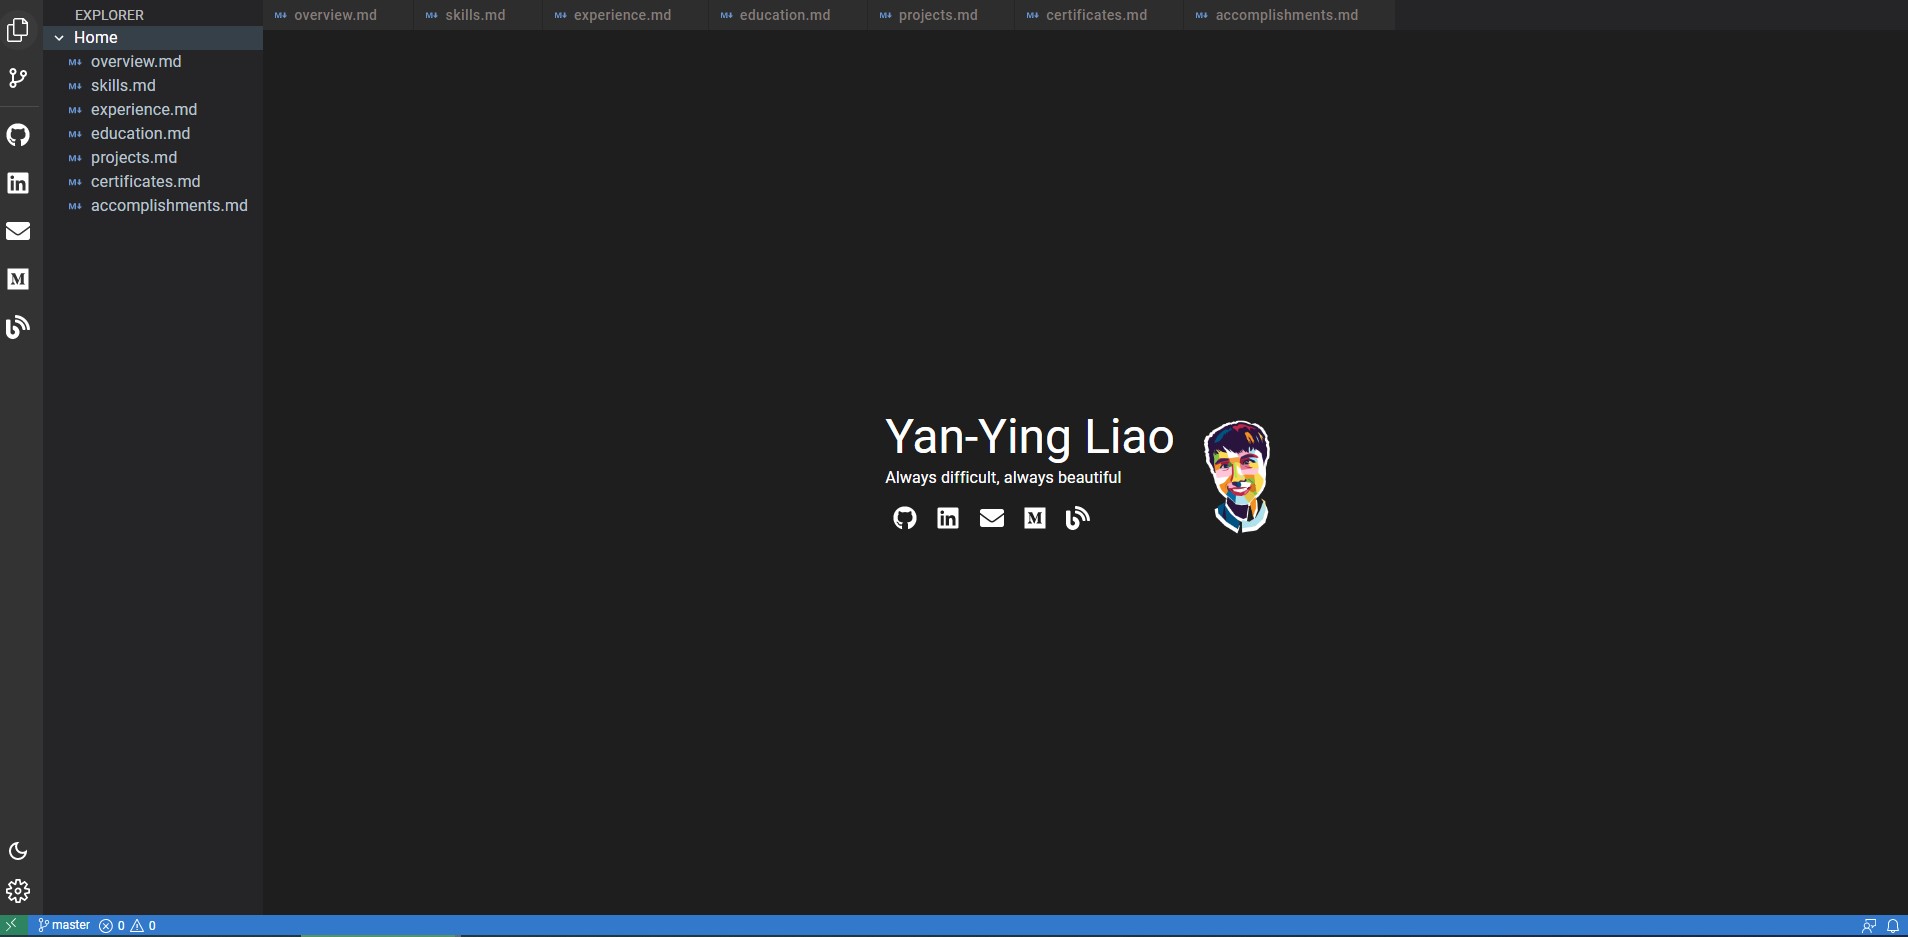 EXPLORER
Home
overview.md
skills.md
experience.md
education.md
projects.md
certificates.md
accomplishments.md
overview.md skills.md experience.md education.md projects.md certificates.md accomplishments.md
Yan-Ying Liao
Always difficult, always beautiful
master 0 0